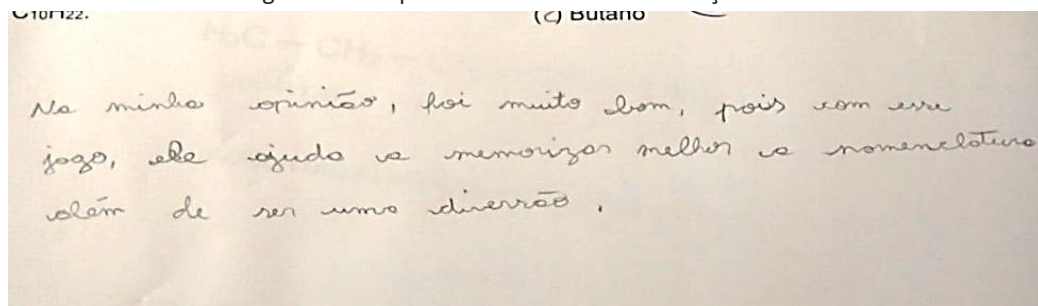 C10H22. (c) Butano
Na minha opinião, foi muito bom, pois com esse
jogo, ele ajuda a memorizar melhor a nomenclatura
além de ser uma diversão.